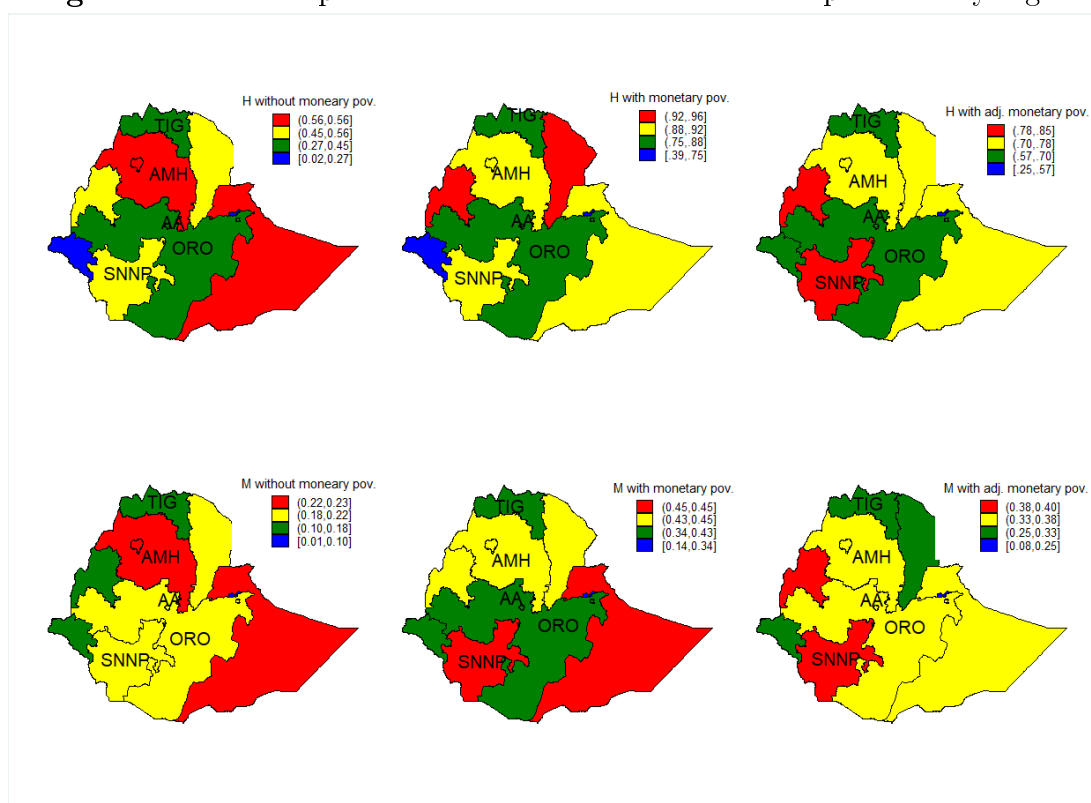 H without moneary pov.
(0.56,0.56]
(0.45,0.56]
(0.27,0.45]
[0.02,0.27]
TIG
AMH
AA
ORO
SNNP
H with monetary pov.
(.92,.96]
(.88,.92]
(.75,.88]
[.39,.75]
TIG
AMH
AA
ORO
SNNP
H with adj. monetary pov.
(.78,.85]
(.70,.78]
(.57,.70]
[.25,.57]
TIG
AMH
AA
ORO
SNNP
M without moneary pov.
(0.22,0.23]
(0.18,0.22]
(0.10,0.18]
[0.01,0.10]
TIG
AMH
AA
ORO
SNNP
M with monetary pov.
(0.45,0.45]
(0.43,0.45]
(0.34,0.43]
[0.14,0.34]
TIG
AMH
AA
ORO
SNNP
M with adj. monetary pov.
(0.38,0.40]
(0.33,0.38]
(0.25,0.33]
[0.08,0.25]
TIG
AMH
AA
ORO
SNNP